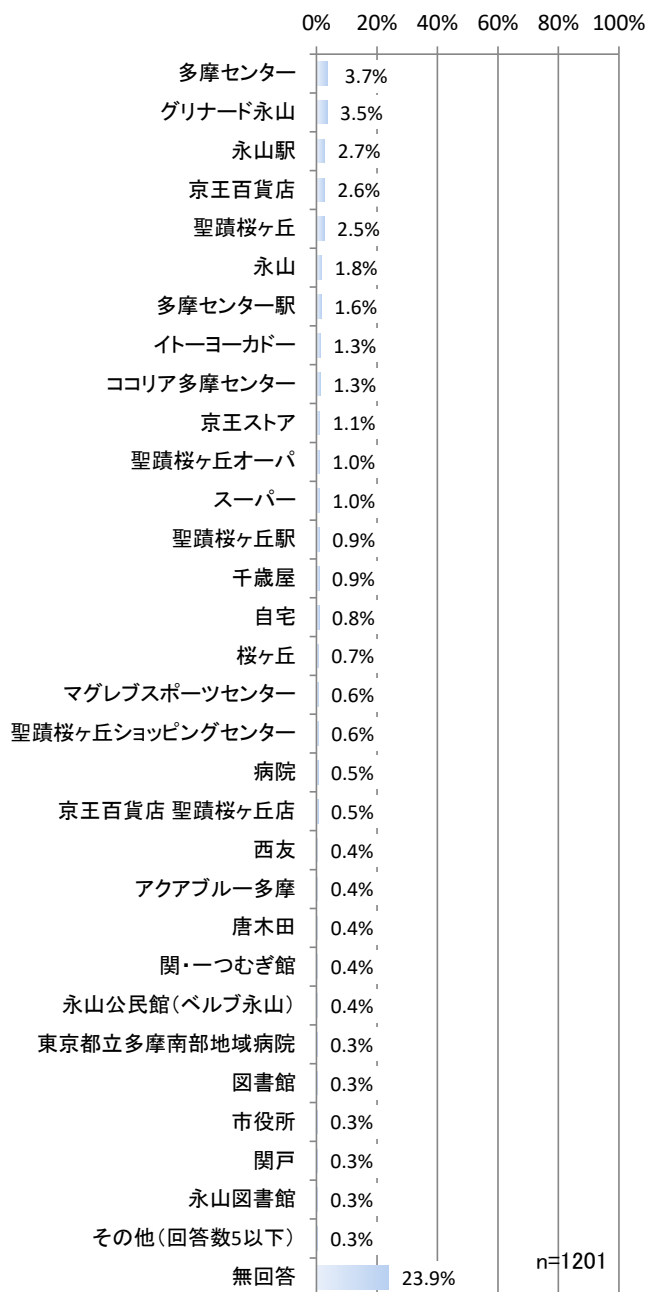 0% 20% 40% 60% 80% 100%
多摩センター 3.7%
グリナード永山 3.5%
永山駅 2.7%
京王百貨店 2.6%
聖蹟桜ヶ丘 2.5%
永山 1.8%
多摩センター駅 1.6%
イトーヨーカドー 1.3%
ココリア多摩センター 1.3%
京王ストア 1.1%
聖蹟桜ヶ丘オーパ 1.0%
スーパー 1.0%
聖蹟桜ヶ丘駅 0.9%
千歳屋 0.9%
自宅 0.8%
桜ヶ丘 0.7%
マグレブスポーツセンター 0.6%
聖蹟桜ヶ丘ショッピングセンター 0.6%
病院 0.5%
京王百貨店 聖蹟桜ヶ丘店 0.5%
西友 0.4%
アクアブルー多摩 0.4%
唐木田 0.4%
関・一つむぎ館 0.4%
永山公民館（ベルブ永山） 0.4%
東京都立多摩南部地域病院 0.3%
図書館 0.3%
市役所 0.3%
関戸 0.3%
永山図書館 0.3%
その他（回答数5以下） 0.3%
n=1201
無回答 23.9%